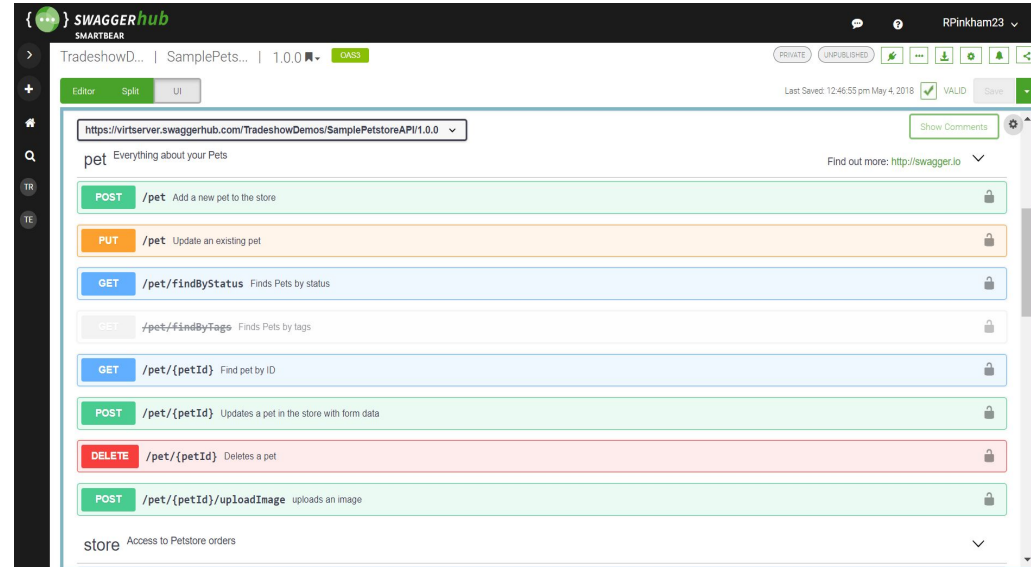 { ··· } SWAGGERhub
SMARTBEAR
RPinkham23
TradeshowD... | SamplePets... | 1.0.0 OAS3
PRIVATE UNPUBLISHED
Editor Split UI
Last Saved: 12:46:55 pm May 4, 2018 VALID Save
https://virtserver.swaggerhub.com/TradeshowDemos/SamplePetstoreAPI/1.0.0
Show Comments
TR
TE
pet Everything about your Pets
Find out more: http://swagger.io
POST /pet Add a new pet to the store
PUT /pet Update an existing pet
GET /pet/findByStatus Finds Pets by status
GET /pet/findByTags Finds Pets by tags
GET /pet/{petId} Find pet by ID
POST /pet/{petId} Updates a pet in the store with form data
DELETE /pet/{petId} Deletes a pet
POST /pet/{petId}/uploadImage uploads an image
store Access to Petstore orders